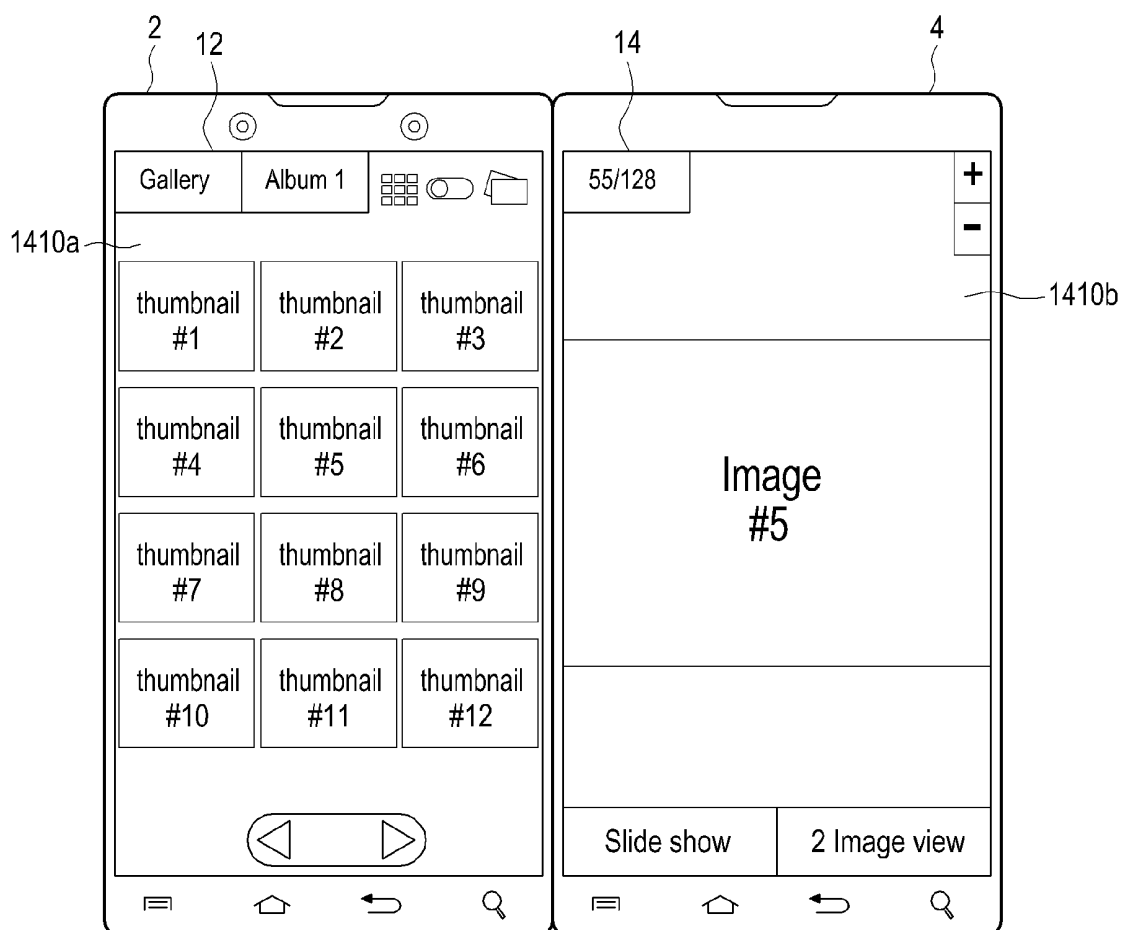 2
12
14
4
Gallery
Album 1
55/128
+
-
1410a
1410b
thumbnail
#1
thumbnail
#2
thumbnail
#3
thumbnail
#4
thumbnail
#5
thumbnail
#6
thumbnail
#7
thumbnail
#8
thumbnail
#9
thumbnail
#10
thumbnail
#11
thumbnail
#12
Image
#5
Slide show
2 Image view